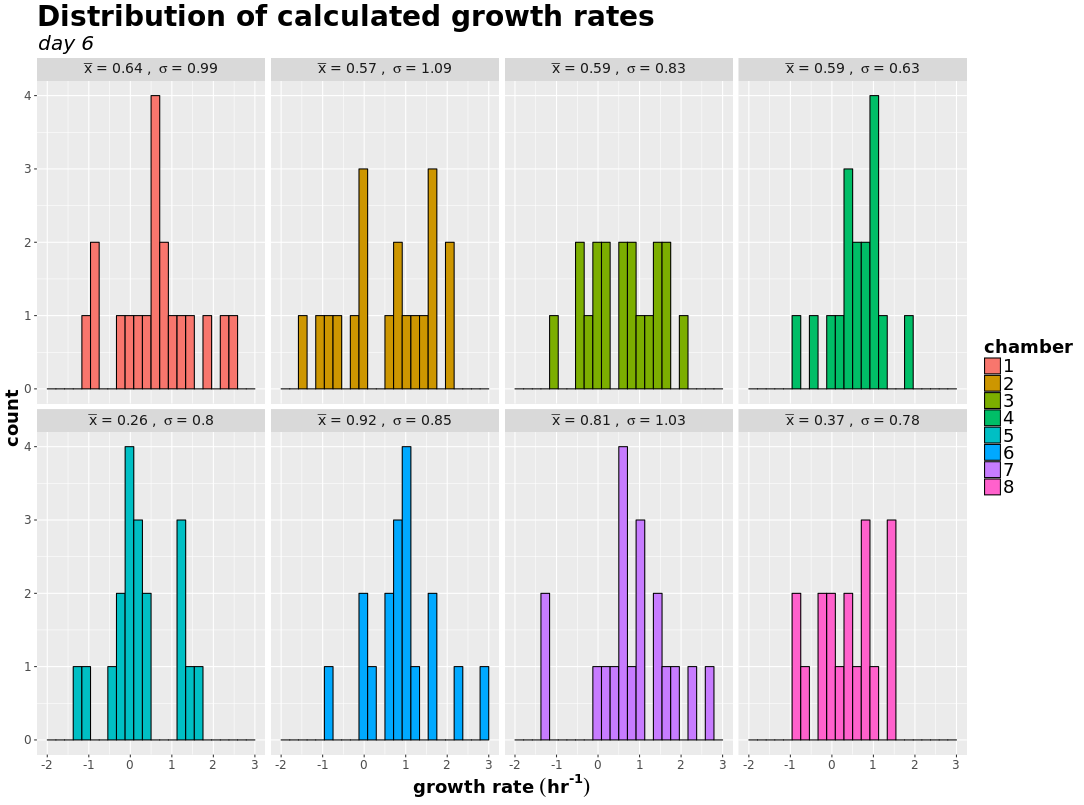 Distribution of calculated growth rates
day 6
x̅ = 0.64 , σ = 0.99
x̅ = 0.57 , σ = 1.09
x̅ = 0.59 , σ = 0.83
x̅ = 0.59 , σ = 0.63
4
3
2
1
0
x̅ = 0.26 , σ = 0.8
x̅ = 0.92 , σ = 0.85
x̅ = 0.81 , σ = 1.03
x̅ = 0.37 , σ = 0.78
4
3
2
1
0
-2 -1 0 1 2 3
-2 -1 0 1 2 3
-2 -1 0 1 2 3
-2 -1 0 1 2 3
count
growth rate (hr⁻¹)
chamber
1
2
3
4
5
6
7
8